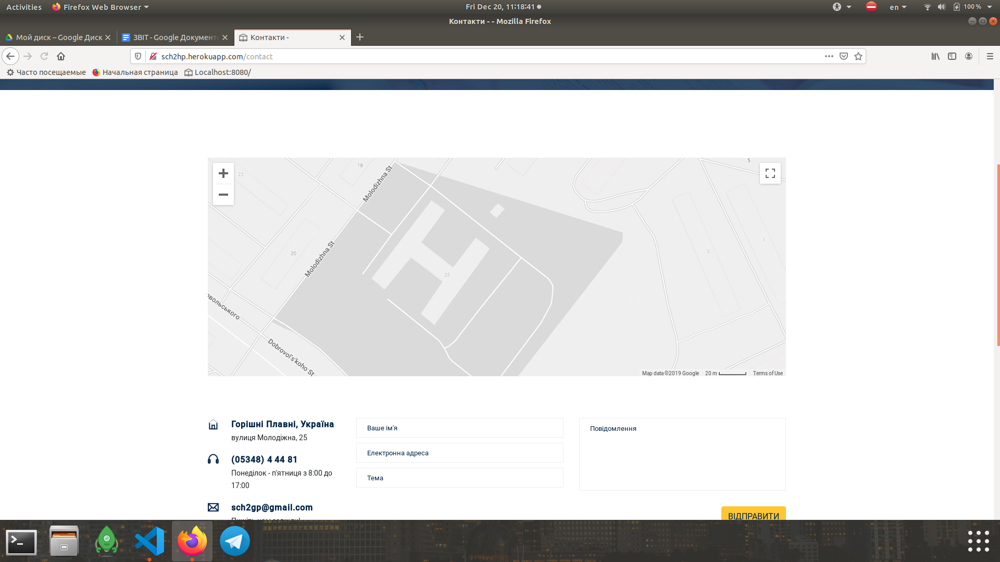 Activities
Firefox Web Browser
Fri Dec 20, 11:18:41
en
100 %
Контакти - - Mozilla Firefox
Мой диск – Google Диск
ЗВІТ - Google Документ
Контакти -
sch2hp.herokuapp.com/contact
Часто посещаемые
Начальная страница
Localhost:8080/
22
18
Molodizhna St
5
20
Molodizhna St
25
3
1
овольського
Dobrovol's'koho St
Map data ©2019 Google
20 m
Terms of Use
Горішні Плавні, Україна
вулиця Молодіжна, 25
(05348) 4 44 81
Понеділок - п'ятниця з 8:00 до
17:00
sch2gp@gmail.com
Ваше ім'я
Електронна адреса
Тема
Повідомлення
ВІДПРАВИТИ